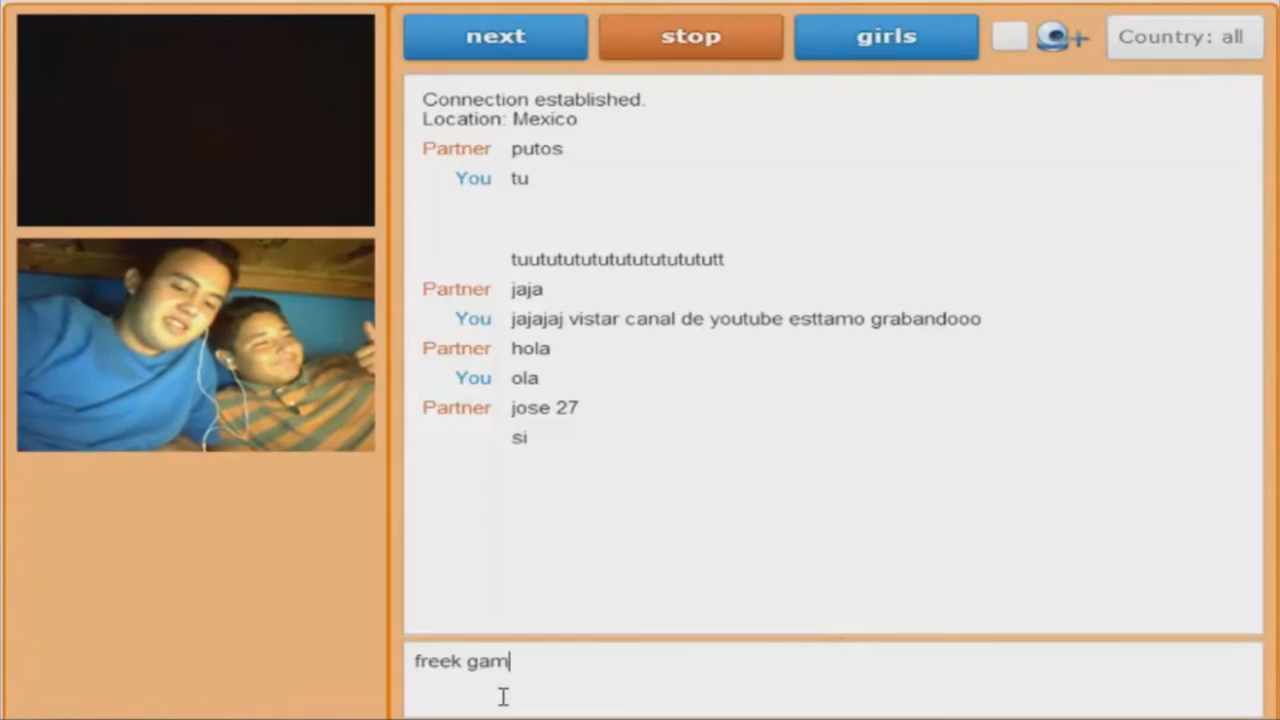 next stop girls Country: all
Connection established.
Location: Mexico
Partner putos
You tu
tuutututututututututututt
Partner jaja
You jajajaj vistar canal de youtube esttamo grabandooo
Partner hola
You ola
Partner jose 27
si
freek gam